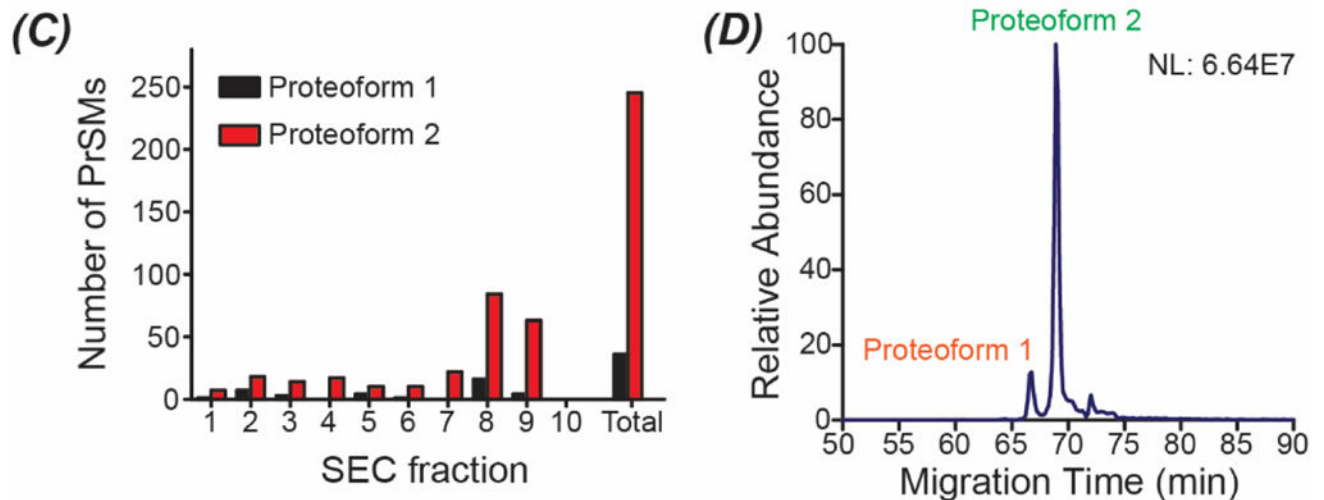 (C)
Number of PrSMs
250
200
150
100
50
0
Proteoform 1
Proteoform 2
1 2 3 4 5 6 7 8 9 10 Total
SEC fraction
(D)
Proteoform 2
NL: 6.64E7
Relative Abundance
100
80
60
40
20
0
Proteoform 1
50 55 60 65 70 75 80 85 90
Migration Time (min)